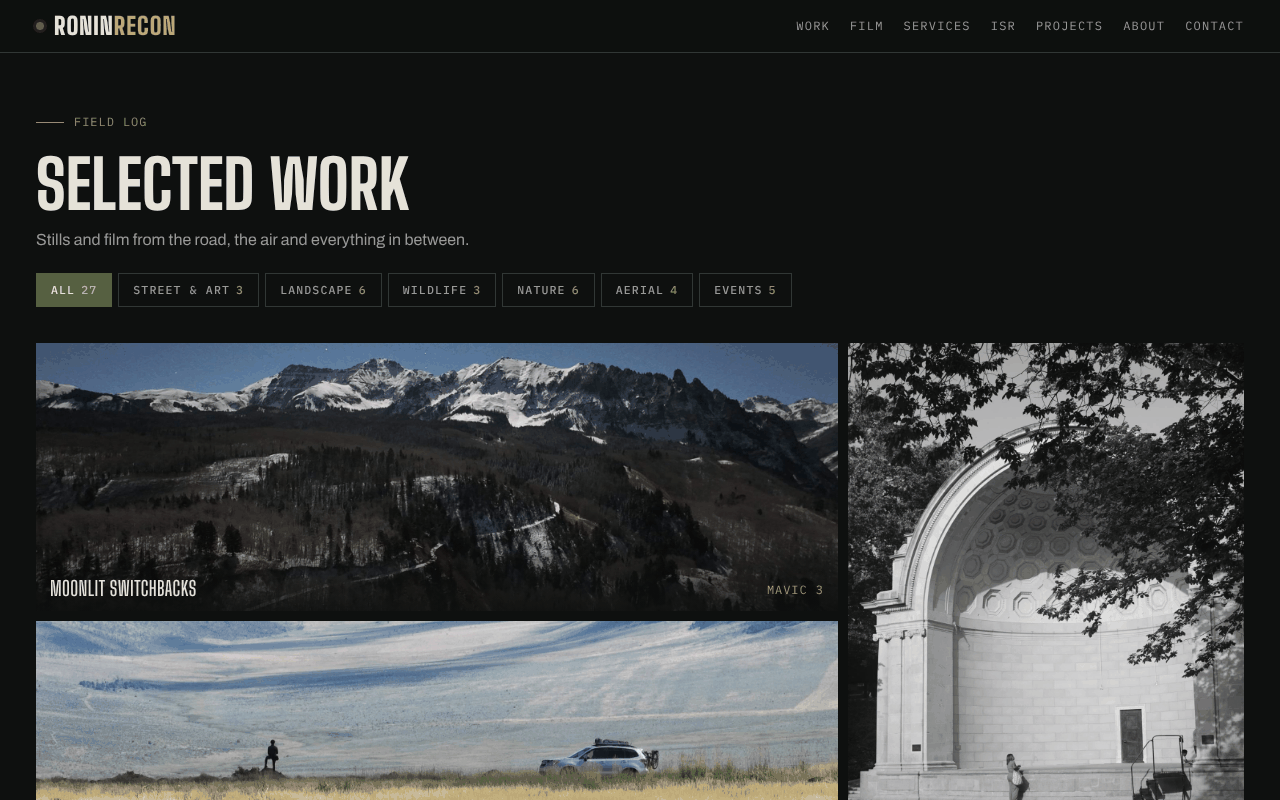 RONINRECON
WORK FILM SERVICES ISR PROJECTS ABOUT CONTACT
FIELD LOG
SELECTED WORK
Stills and film from the road, the air and everything in between.
ALL 27 STREET & ART 3 LANDSCAPE 6 WILDLIFE 3 NATURE 6 AERIAL 4 EVENTS 5
MOONLIT SWITCHBACKS
MAVIC 3